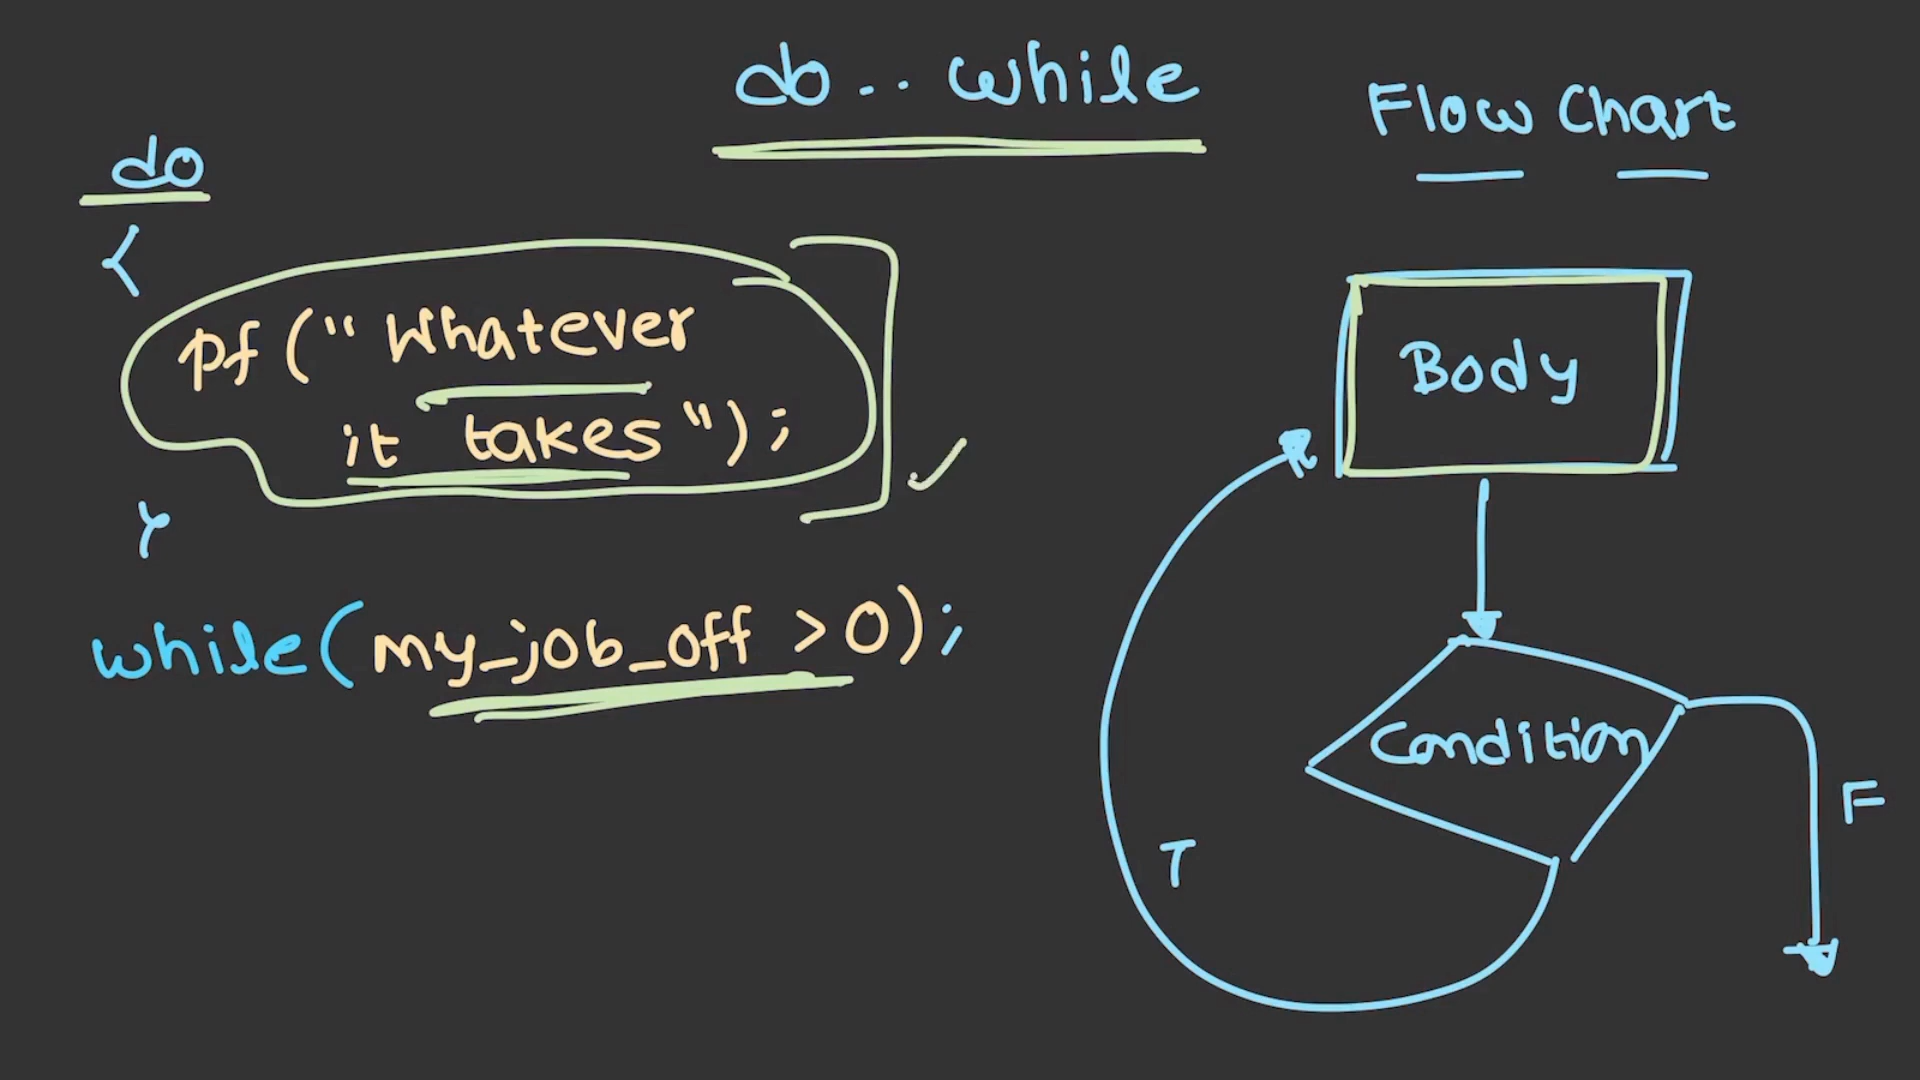 do.. while
Flow Chart
do
{
pf ("Whatever
it takes");
}
while(my_job_off >0);
Body
Condition
T
F